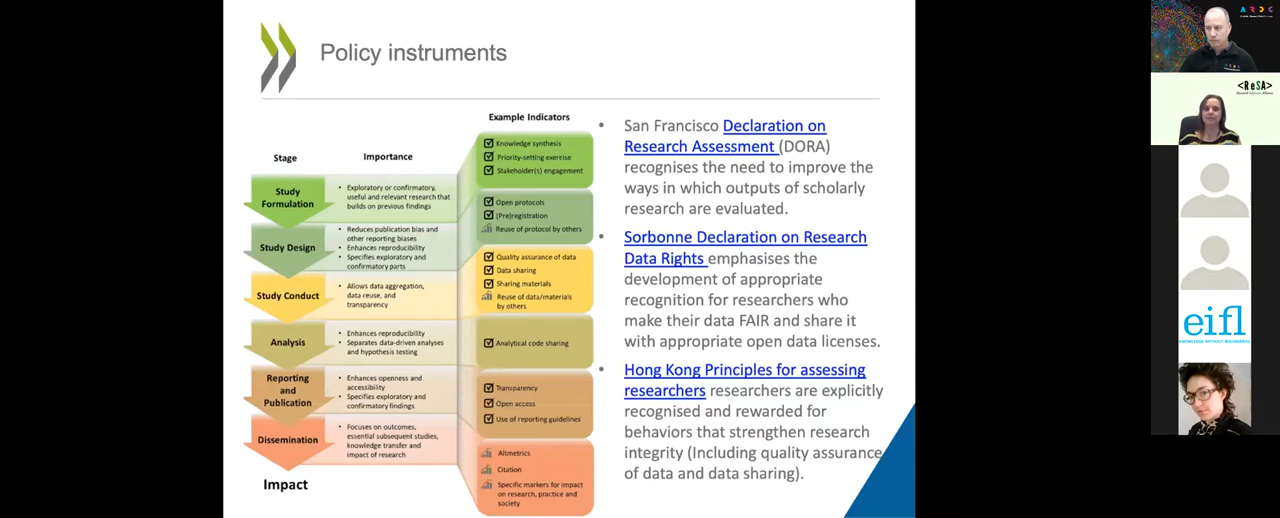 Policy instruments
Stage
Importance
Example Indicators
Study
Formulation
• Exploratory or confirmatory,
useful and relevant research that
builds on previous findings
Knowledge synthesis
Priority-setting exercise
Stakeholder(s) engagement
Study Design
• Reduces publication bias and
other reporting biases
• Enhances reproducibility
• Specifies exploratory and
confirmatory parts
Open protocols
(Pre)registration
Reuse of protocol by others
Study Conduct
• Allows data aggregation,
data reuse, and
transparency
Quality assurance of data
Data sharing
Sharing materials
Reuse of data/materials
by others
Analysis
• Enhances reproducibility
• Separates data-driven analyses
and hypothesis testing
Analytical code sharing
Reporting
and
Publication
• Enhances openness and
accessibility
• Specifies exploratory and
confirmatory findings
Transparency
Open access
Use of reporting guidelines
Dissemination
• Focuses on outcomes,
essential subsequent studies,
knowledge transfer and
impact of research
Altmetrics
Citation
Specific markers for impact
on research, practice and
society
Impact
• San Francisco Declaration on
Research Assessment (DORA)
recognises the need to improve the
ways in which outputs of scholarly
research are evaluated.
• Sorbonne Declaration on Research
Data Rights emphasises the
development of appropriate
recognition for researchers who
make their data FAIR and share it
with appropriate open data licenses.
• Hong Kong Principles for assessing
researchers researchers are explicitly
recognised and rewarded for
behaviors that strengthen research
integrity (Including quality assurance
of data and data sharing).
ARDC
<ReSA>
eifl
KNOWLEDGE WITHOUT BOUNDARIES